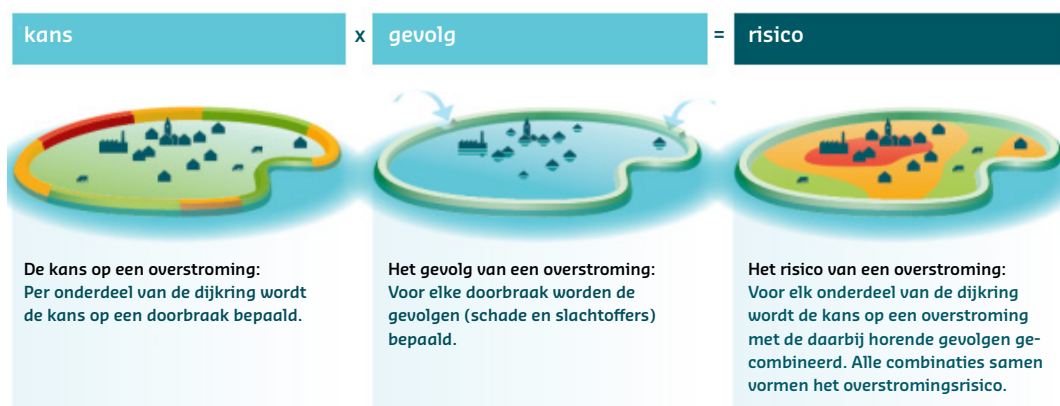 kans x gevolg = risico
De kans op een overstroming:
Per onderdeel van de dijkring wordt
de kans op een doorbraak bepaald.
Het gevolg van een overstroming:
Voor elke doorbraak worden de
gevolgen (schade en slachtoffers)
bepaald.
Het risico van een overstroming:
Voor elk onderdeel van de dijkring
wordt de kans op een overstroming
met de daarbij horende gevolgen ge-
combineerd. Alle combinaties samen
vormen het overstromingsrisico.